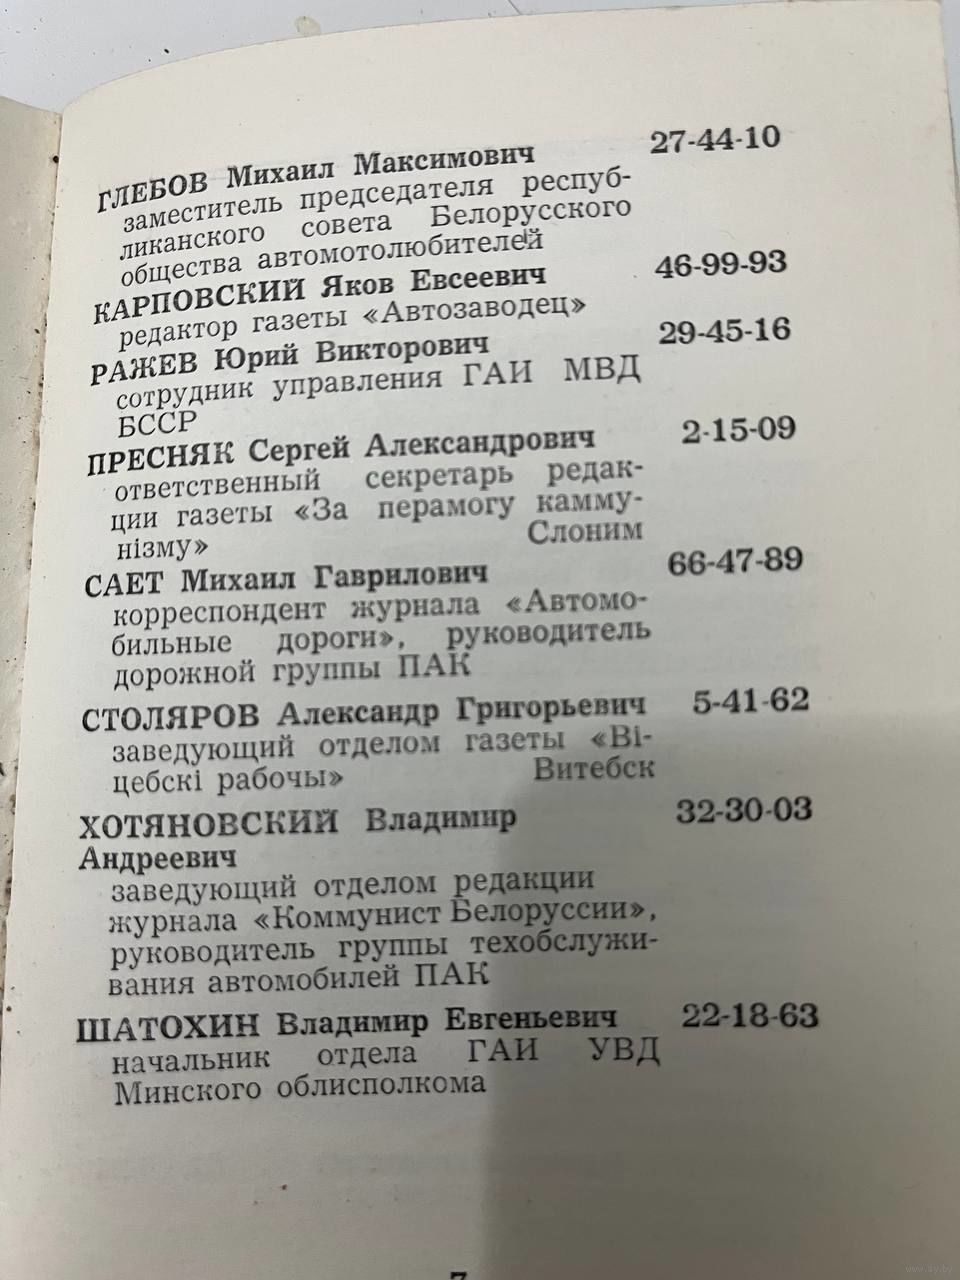 ГЛЕБОВ Михаил Максимович 27-44-10
заместитель председателя респуб-
ликанского совета Белорусского
общества автомотолюбителей
КАРПОВСКИЙ Яков Евсеевич 46-99-93
редактор газеты «Автозаводец»
РАЖЕВ Юрий Викторович 29-45-16
сотрудник управления ГАИ МВД
БССР
ПРЕСНЯК Сергей Александрович 2-15-09
ответственный секретарь редак-
ции газеты «За перамогу камму-
нізму» Слоним
САЕТ Михаил Гаврилович 66-47-89
корреспондент журнала «Автомо-
бильные дороги», руководитель
дорожной группы ПАК
СТОЛЯРОВ Александр Григорьевич 5-41-62
заведующий отделом газеты «Ві-
цебскі рабочы» Витебск
ХОТЯНОВСКИЙ Владимир 32-30-03
Андреевич
заведующий отделом редакции
журнала «Коммунист Белоруссии»,
руководитель группы техобслужи-
вания автомобилей ПАК
ШАТОХИН Владимир Евгеньевич 22-18-63
начальник отдела ГАИ УВД
Минского облисполкома
7